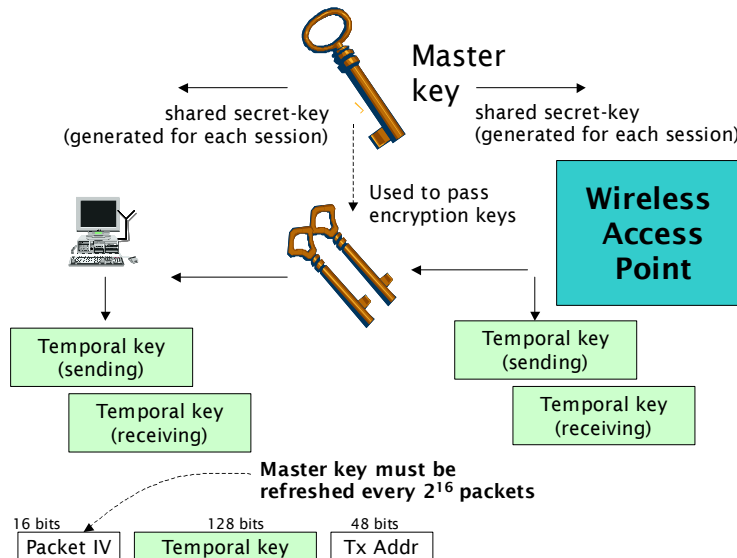 Master
key
shared secret-key
(generated for each session)
shared secret-key
(generated for each session)
Used to pass
encryption keys
Wireless
Access
Point
Temporal key
(sending)
Temporal key
(receiving)
Temporal key
(sending)
Temporal key
(receiving)
Master key must be
refreshed every 2¹⁶ packets
16 bits
128 bits
48 bits
Packet IV
Temporal key
Tx Addr